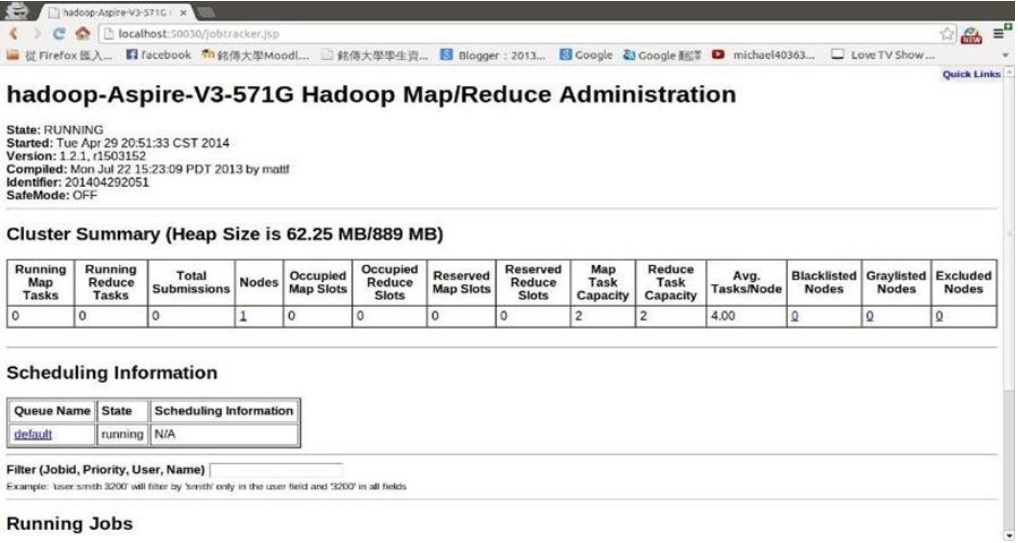 hadoop-Aspire-V3-571G
localhost:50030/jobtracker.jsp
NEW
從 Firefox 匯入... facebook 銘傳大學Moodl... 銘傳大學學生資... Blogger：2013... Google Google 翻譯 michael40363... Love TV Show...
Quick Links
hadoop-Aspire-V3-571G Hadoop Map/Reduce Administration
State: RUNNING
Started: Tue Apr 29 20:51:33 CST 2014
Version: 1.2.1, r1503152
Compiled: Mon Jul 22 15:23:09 PDT 2013 by mattf
Identifier: 201404292051
SafeMode: OFF
Cluster Summary (Heap Size is 62.25 MB/889 MB)
Running Map Tasks Running Reduce Tasks Total Submissions Nodes Occupied Map Slots Occupied Reduce Slots Reserved Map Slots Reserved Reduce Slots Map Task Capacity Reduce Task Capacity Avg. Tasks/Node Blacklisted Nodes Graylisted Nodes Excluded Nodes
0 0 0 1 0 0 0 0 2 2 4.00 0 0 0
Scheduling Information
Queue Name State Scheduling Information
default running N/A
Filter (Jobid, Priority, User, Name)
Example: 'user:smith 3200' will filter by 'smith' only in the user field and '3200' in all fields
Running Jobs